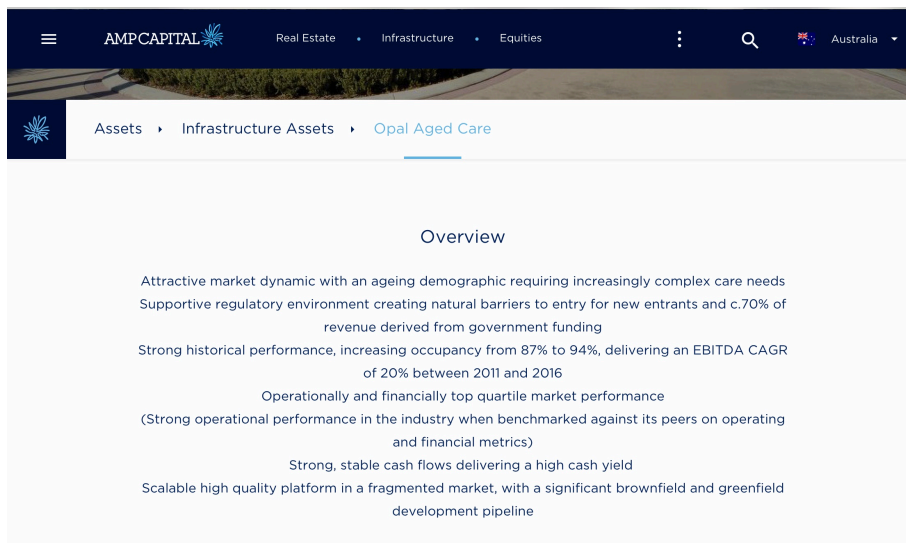 AMP CAPITAL
Real Estate • Infrastructure • Equities
Australia
Assets ▸ Infrastructure Assets ▸ Opal Aged Care
Overview
Attractive market dynamic with an ageing demographic requiring increasingly complex care needs
Supportive regulatory environment creating natural barriers to entry for new entrants and c.70% of
revenue derived from government funding
Strong historical performance, increasing occupancy from 87% to 94%, delivering an EBITDA CAGR
of 20% between 2011 and 2016
Operationally and financially top quartile market performance
(Strong operational performance in the industry when benchmarked against its peers on operating
and financial metrics)
Strong, stable cash flows delivering a high cash yield
Scalable high quality platform in a fragmented market, with a significant brownfield and greenfield
development pipeline